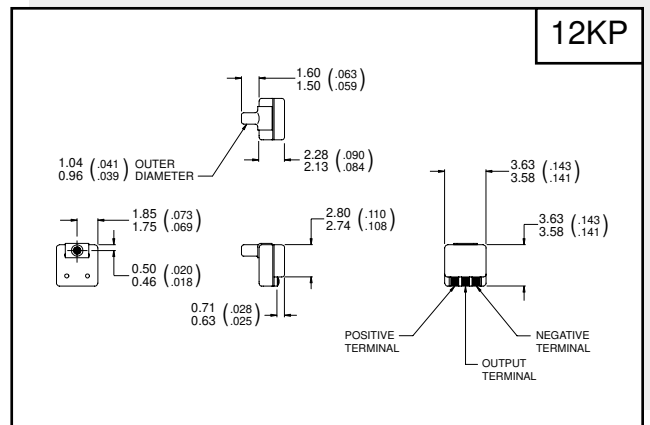 12KP
1.60 (.063)
1.50 (.059)
1.04 (.041) OUTER
0.96 (.039) DIAMETER
2.28 (.090)
2.13 (.084)
3.63 (.143)
3.58 (.141)
1.85 (.073)
1.75 (.069)
2.80 (.110)
2.74 (.108)
3.63 (.143)
3.58 (.141)
0.50 (.020)
0.46 (.018)
0.71 (.028)
0.63 (.025)
POSITIVE
TERMINAL
NEGATIVE
TERMINAL
OUTPUT
TERMINAL